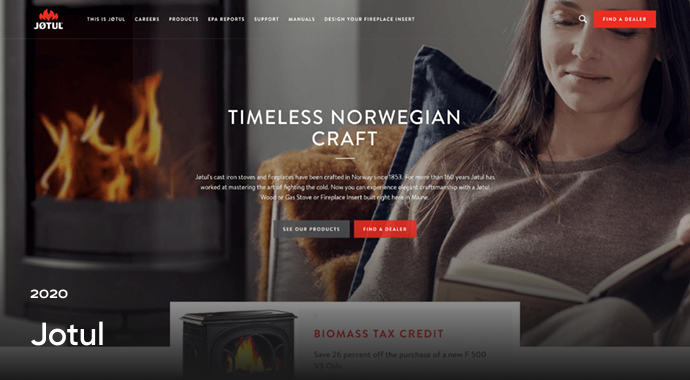 JØTUL
THIS IS JØTUL CAREERS PRODUCTS EPA REPORTS SUPPORT MANUALS DESIGN YOUR FIREPLACE INSERT FIND A DEALER
TIMELESS NORWEGIAN
CRAFT
Jøtul's cast iron stoves and fireplaces have been crafted in Norway since 1853. For more than 160 years Jøtul has
worked at mastering the art of fighting the cold. Now you can experience elegant craftsmanship with a Jøtul
Wood or Gas Stove or Fireplace Insert built right here in Maine.
SEE OUR PRODUCTS FIND A DEALER
2020
Jotul
BIOMASS TAX CREDIT
Save 26 percent off the purchase of a new F 500
V3 Oslo